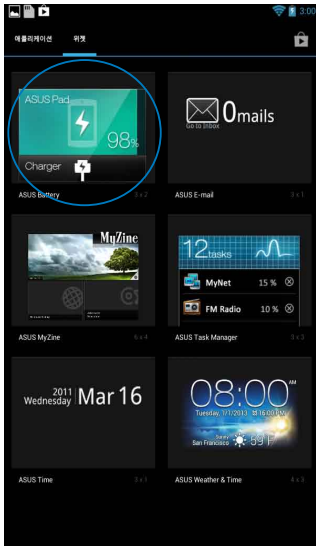 3:00
애플리케이션 위젯
ASUS Pad
98%
Charger
ASUS Battery 3 x 2
0mails
Go to Inbox
ASUS E-mail 3 x 1
MyZine
ASUS MyZine 6 x 4
12tasks
MyNet 15 %
FM Radio 10 %
ASUS Task Manager 3 x 3
2011
Wednesday Mar 16
ASUS Time 3 x 1
08:00 AM
Tuesday, 1/1/2013
Sunny
San Francisco 59°F
ASUS Weather & Time 4 x 3